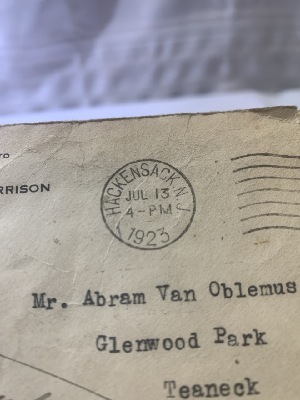 RRISON
HACKENSACK N.J.
JUL 13
4-PM
1923
Mr. Abram Van Oblemus
Glenwood Park
Teaneck